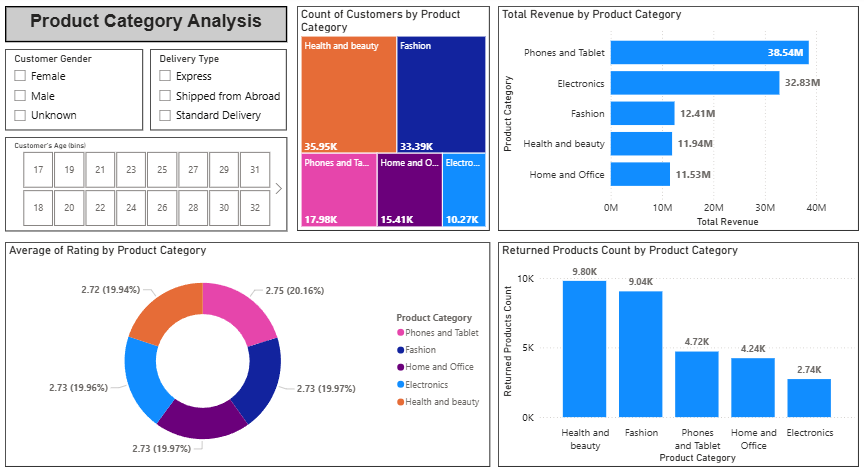 Product Category Analysis
Customer Gender
Female
Male
Unknown
Delivery Type
Express
Shipped from Abroad
Standard Delivery
Customer's Age (bins)
17 19 21 23 25 27 29 31
18 20 22 24 26 28 30 32
Count of Customers by Product
Category
Health and beauty
35.95K
Fashion
33.39K
Phones and Ta...
17.98K
Home and O...
15.41K
Electro...
10.27K
Total Revenue by Product Category
Product Category
Phones and Tablet 38.54M
Electronics 32.83M
Fashion 12.41M
Health and beauty 11.94M
Home and Office 11.53M
0M 10M 20M 30M 40M
Total Revenue
Average of Rating by Product Category
2.72 (19.94%)
2.75 (20.16%)
2.73 (19.96%)
2.73 (19.97%)
2.73 (19.97%)
Product Category
Phones and Tablet
Fashion
Home and Office
Electronics
Health and beauty
Returned Products Count by Product Category
Returned Products Count
10K
5K
0K
9.80K
9.04K
4.72K
4.24K
2.74K
Health and
beauty
Fashion
Phones
and Tablet
Home and
Office
Electronics
Product Category